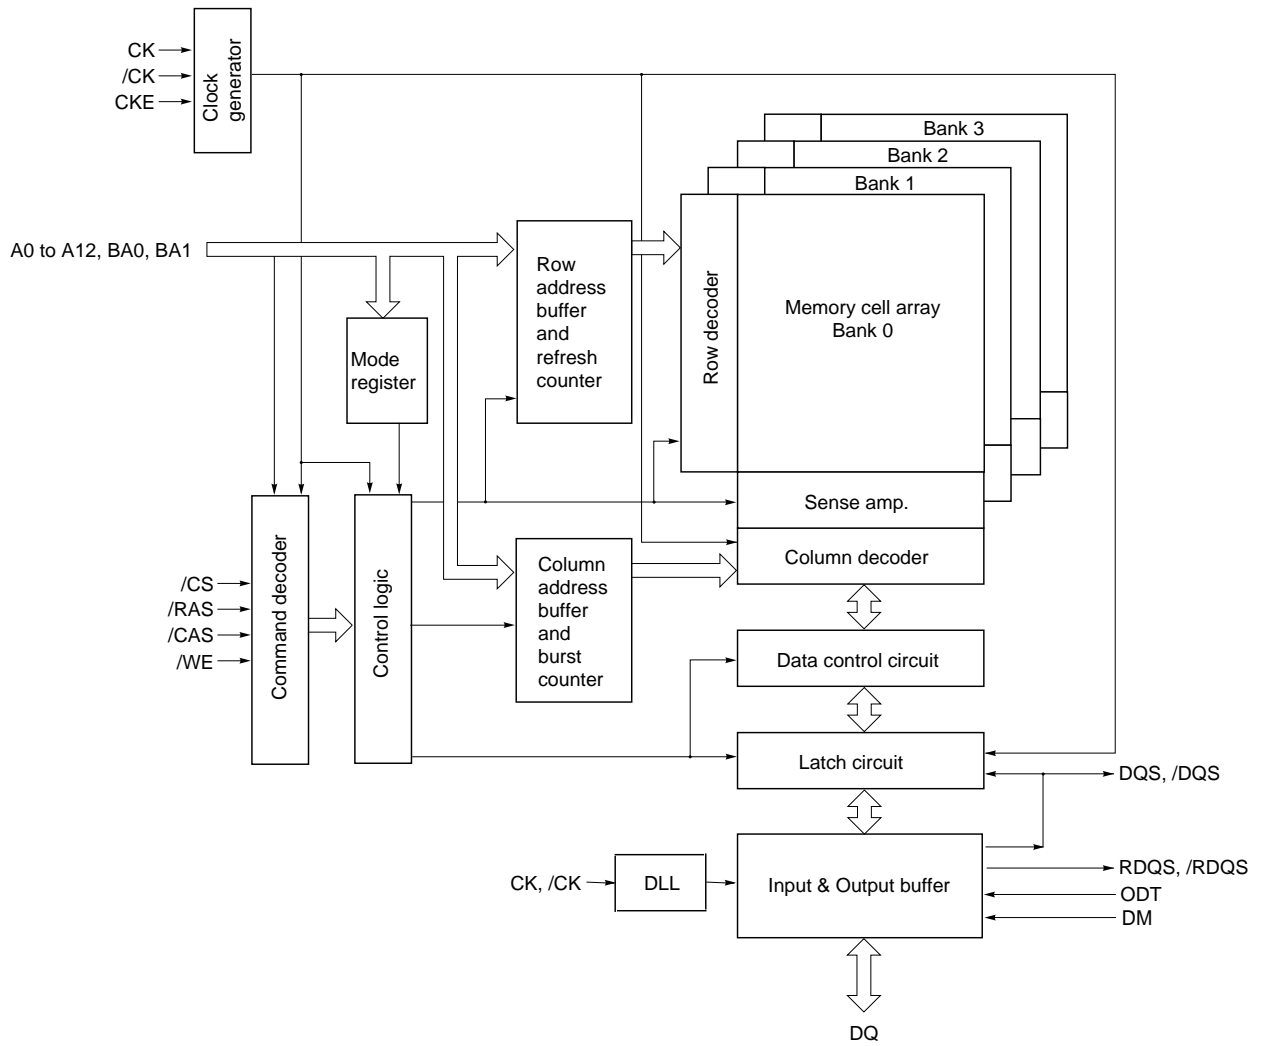 CK
/CK
CKE
Clock
generator
Bank 3
Bank 2
Bank 1
A0 to A12, BA0, BA1
Mode
register
Row
address
buffer
and
refresh
counter
Row decoder
Memory cell array
Bank 0
Sense amp.
Column decoder
/CS
/RAS
/CAS
/WE
Command decoder
Control logic
Column
address
buffer
and
burst
counter
Data control circuit
Latch circuit
DQS, /DQS
CK, /CK
DLL
Input & Output buffer
RDQS, /RDQS
ODT
DM
DQ